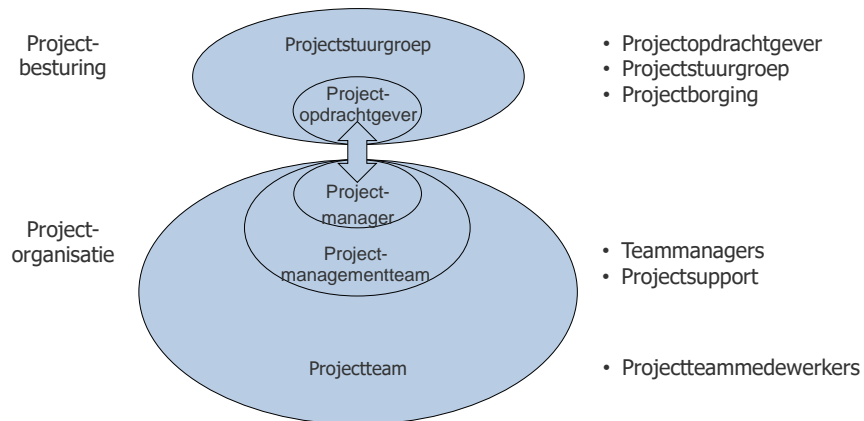 Project-
besturing
Projectstuurgroep
Project-
opdrachtgever
• Projectopdrachtgever
• Projectstuurgroep
• Projectborging
Project-
organisatie
Project-
manager
Project-
managementteam
• Teammanagers
• Projectsupport
Projectteam
• Projectteammedewerkers